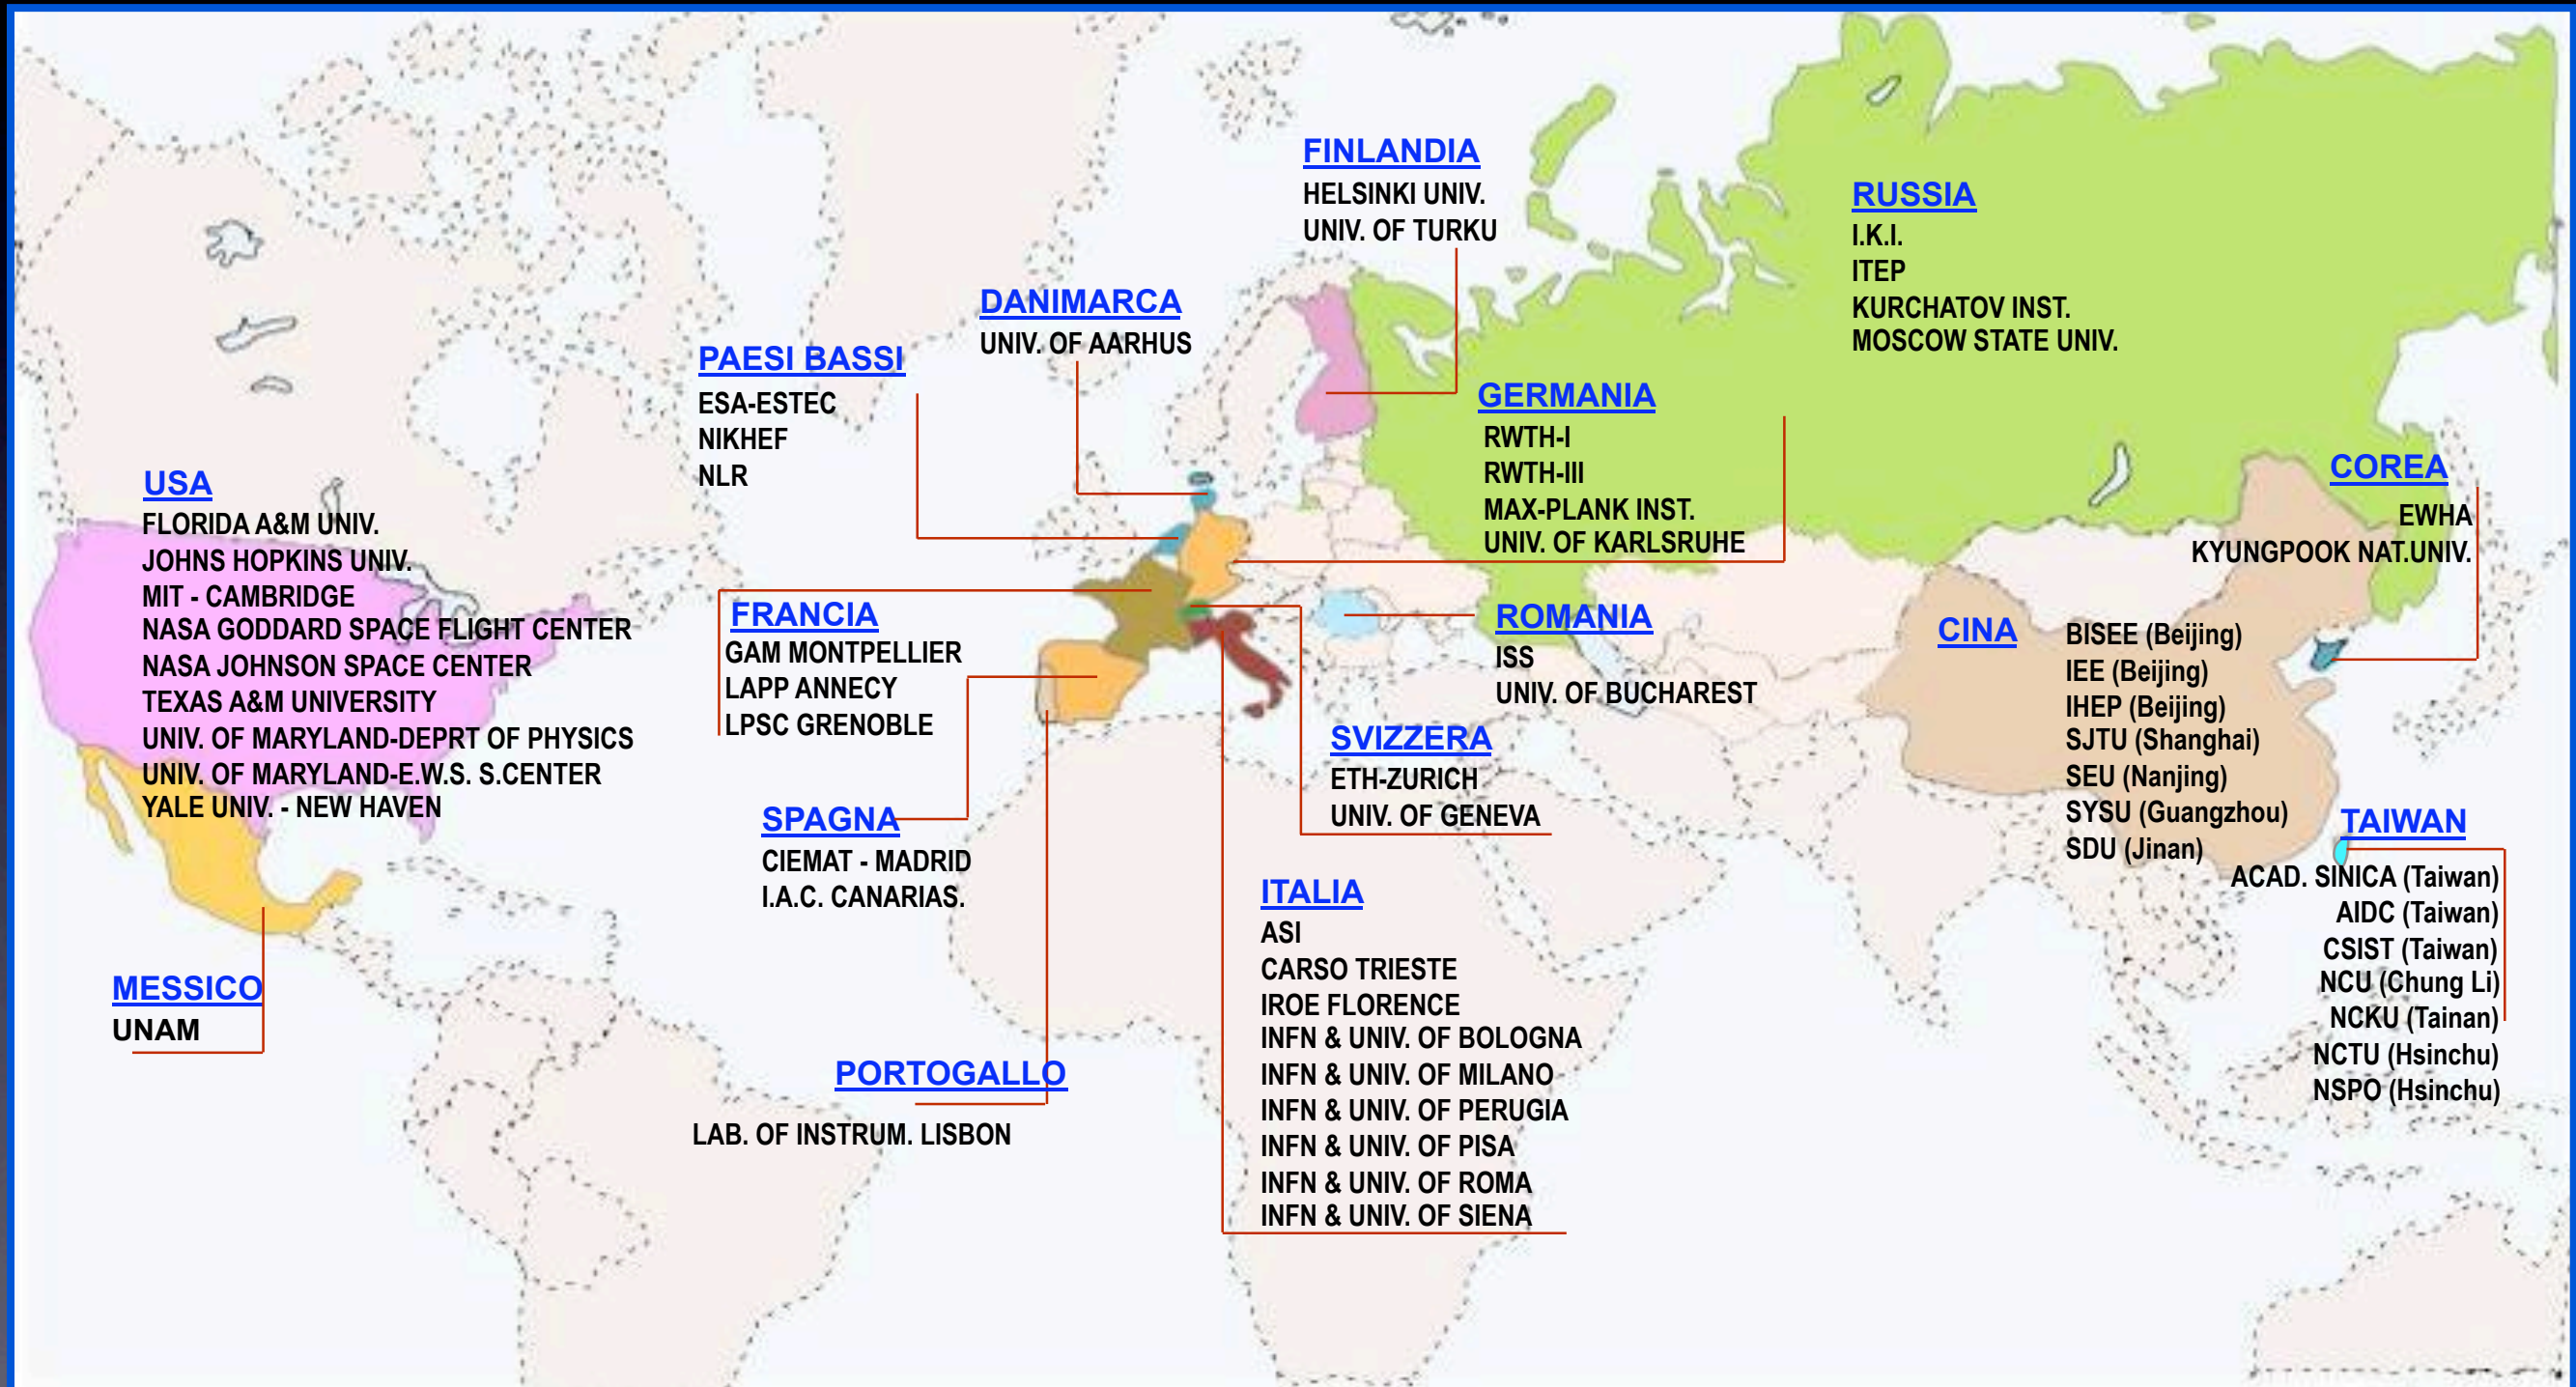 FINLANDIA
HELSINKI UNIV.
UNIV. OF TURKU
RUSSIA
I.K.I.
ITEP
KURCHATOV INST.
MOSCOW STATE UNIV.
DANIMARCA
UNIV. OF AARHUS
PAESI BASSI
ESA-ESTEC
NIKHEF
NLR
GERMANIA
RWTH-I
RWTH-III
MAX-PLANK INST.
UNIV. OF KARLSRUHE
COREA
EWHA
KYUNGPOOK NAT.UNIV.
USA
FLORIDA A&M UNIV.
JOHNS HOPKINS UNIV.
MIT - CAMBRIDGE
NASA GODDARD SPACE FLIGHT CENTER
NASA JOHNSON SPACE CENTER
TEXAS A&M UNIVERSITY
UNIV. OF MARYLAND-DEPRT OF PHYSICS
UNIV. OF MARYLAND-E.W.S. S.CENTER
YALE UNIV. - NEW HAVEN
FRANCIA
GAM MONTPELLIER
LAPP ANNECY
LPSC GRENOBLE
ROMANIA
ISS
UNIV. OF BUCHAREST
CINA
BISEE (Beijing)
IEE (Beijing)
IHEP (Beijing)
SJTU (Shanghai)
SEU (Nanjing)
SYSU (Guangzhou)
SDU (Jinan)
SVIZZERA
ETH-ZURICH
UNIV. OF GENEVA
SPAGNA
CIEMAT - MADRID
I.A.C. CANARIAS.
TAIWAN
ACAD. SINICA (Taiwan)
AIDC (Taiwan)
CSIST (Taiwan)
NCU (Chung Li)
NCKU (Tainan)
NCTU (Hsinchu)
NSPO (Hsinchu)
ITALIA
ASI
CARSO TRIESTE
IROE FLORENCE
INFN & UNIV. OF BOLOGNA
INFN & UNIV. OF MILANO
INFN & UNIV. OF PERUGIA
INFN & UNIV. OF PISA
INFN & UNIV. OF ROMA
INFN & UNIV. OF SIENA
MESSICO
UNAM
PORTOGALLO
LAB. OF INSTRUM. LISBON